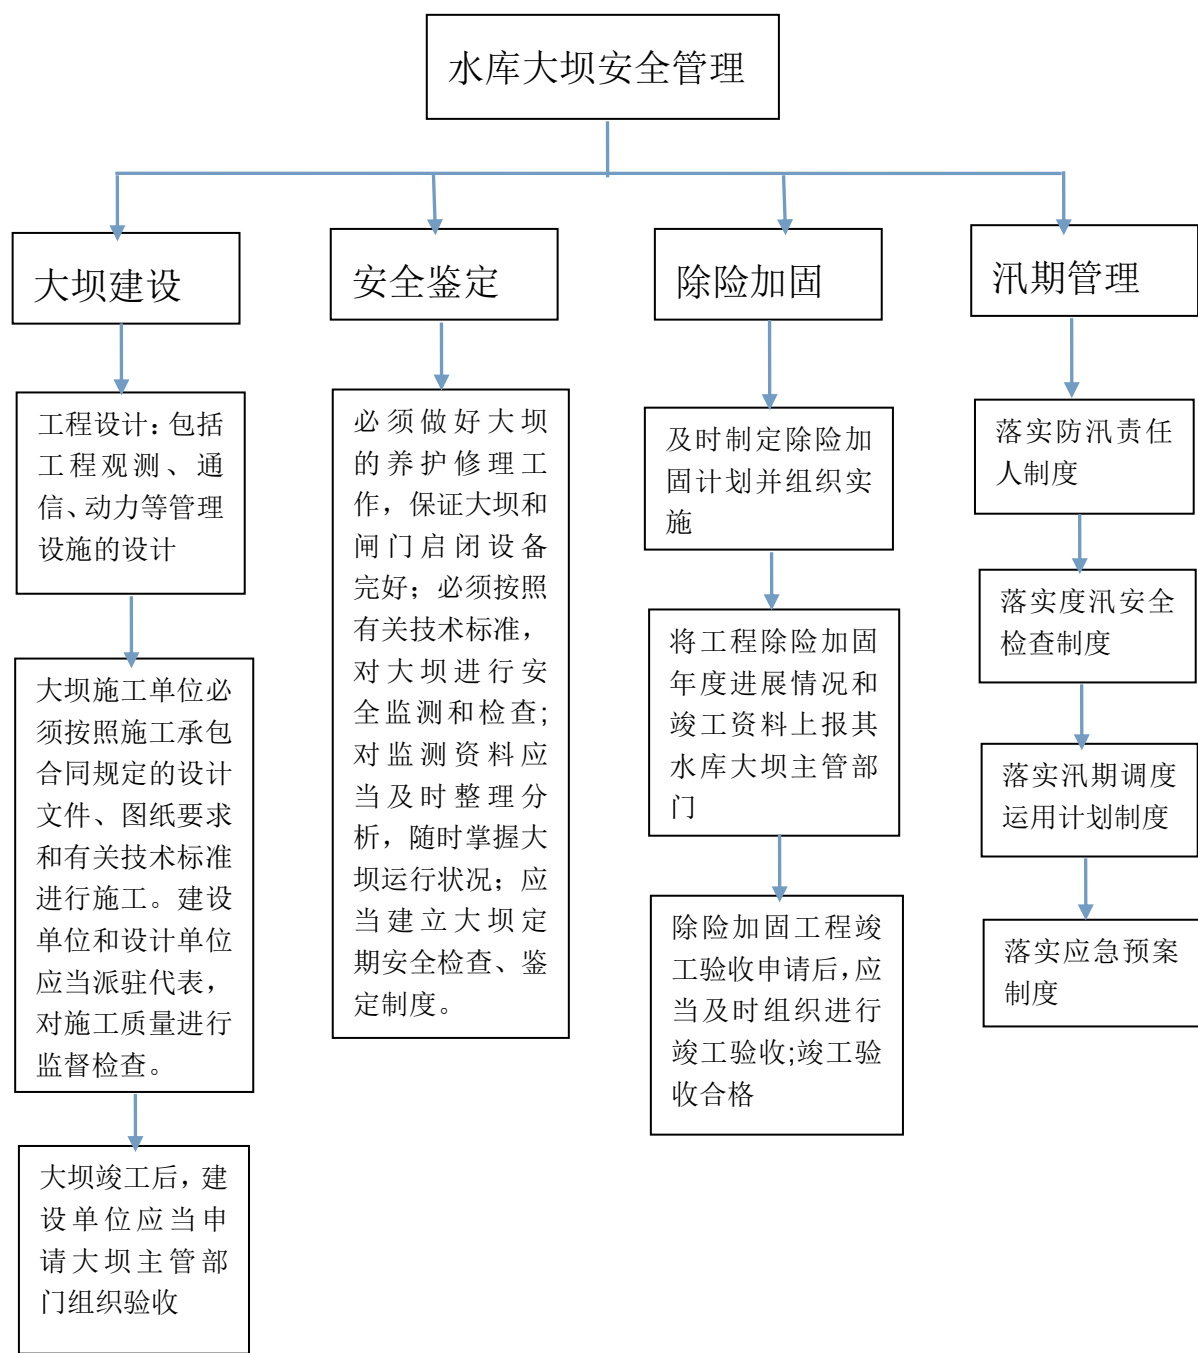 水库大坝安全管理
大坝建设
工程设计：包括
工程观测、通
信、动力等管理
设施的设计
大坝施工单位必
须按照施工承包
合同规定的设计
文件、图纸要求
和有关技术标准
进行施工。建设
单位和设计单位
应当派驻代表，
对施工质量进行
监督检查。
大坝竣工后，建
设单位应当申
请大坝主管部
门组织验收
安全鉴定
必须做好大坝
的养护修理工
作，保证大坝和
闸门启闭设备
完好；必须按照
有关技术标准，
对大坝进行安
全监测和检查;
对监测资料应
当及时整理分
析，随时掌握大
坝运行状况；应
当建立大坝定
期安全检查、鉴
定制度。
除险加固
及时制定除险加
固计划并组织实
施
将工程除险加固
年度进展情况和
竣工资料上报其
水库大坝主管部
门
除险加固工程竣
工验收申请后，应
当及时组织进行
竣工验收;竣工验
收合格
汛期管理
落实防汛责任
人制度
落实度汛安全
检查制度
落实汛期调度
运用计划制度
落实应急预案
制度